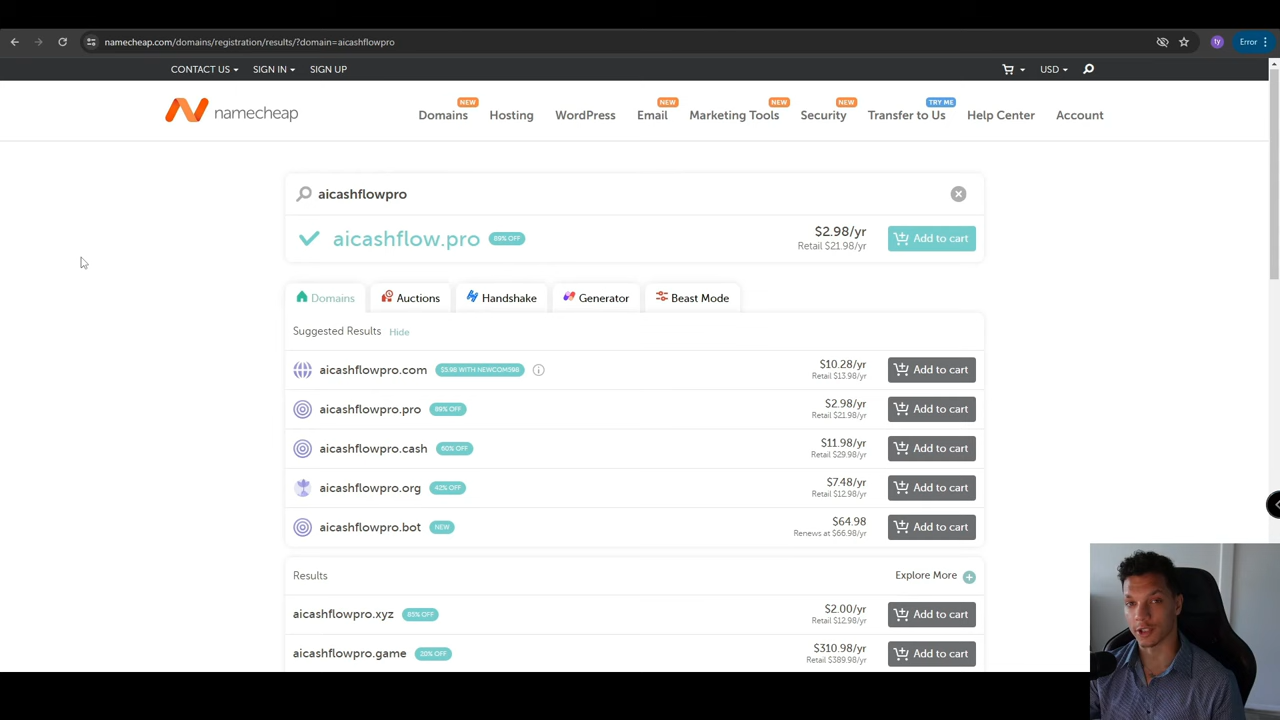 namecheap.com/domains/registration/results/?domain=aicashflowpro
ty
Error
CONTACT US
SIGN IN
SIGN UP
USD
namecheap
Domains
NEW
Hosting
WordPress
Email
NEW
Marketing Tools
NEW
Security
NEW
Transfer to Us
TRY ME
Help Center
Account
aicashflowpro
aicashflow.pro
89% OFF
$2.98/yr
Retail $21.98/yr
Add to cart
Domains
Auctions
Handshake
Generator
Beast Mode
Suggested Results
Hide
aicashflowpro.com
$5.98 WITH NEWCOM598
$10.28/yr
Retail $13.98/yr
Add to cart
aicashflowpro.pro
89% OFF
$2.98/yr
Retail $21.98/yr
Add to cart
aicashflowpro.cash
60% OFF
$11.98/yr
Retail $29.98/yr
Add to cart
aicashflowpro.org
42% OFF
$7.48/yr
Retail $12.98/yr
Add to cart
aicashflowpro.bot
NEW
$64.98
Renews at $66.98/yr
Add to cart
Results
Explore More
aicashflowpro.xyz
85% OFF
$2.00/yr
Retail $12.98/yr
Add to cart
aicashflowpro.game
20% OFF
$310.98/yr
Retail $389.98/yr
Add to cart